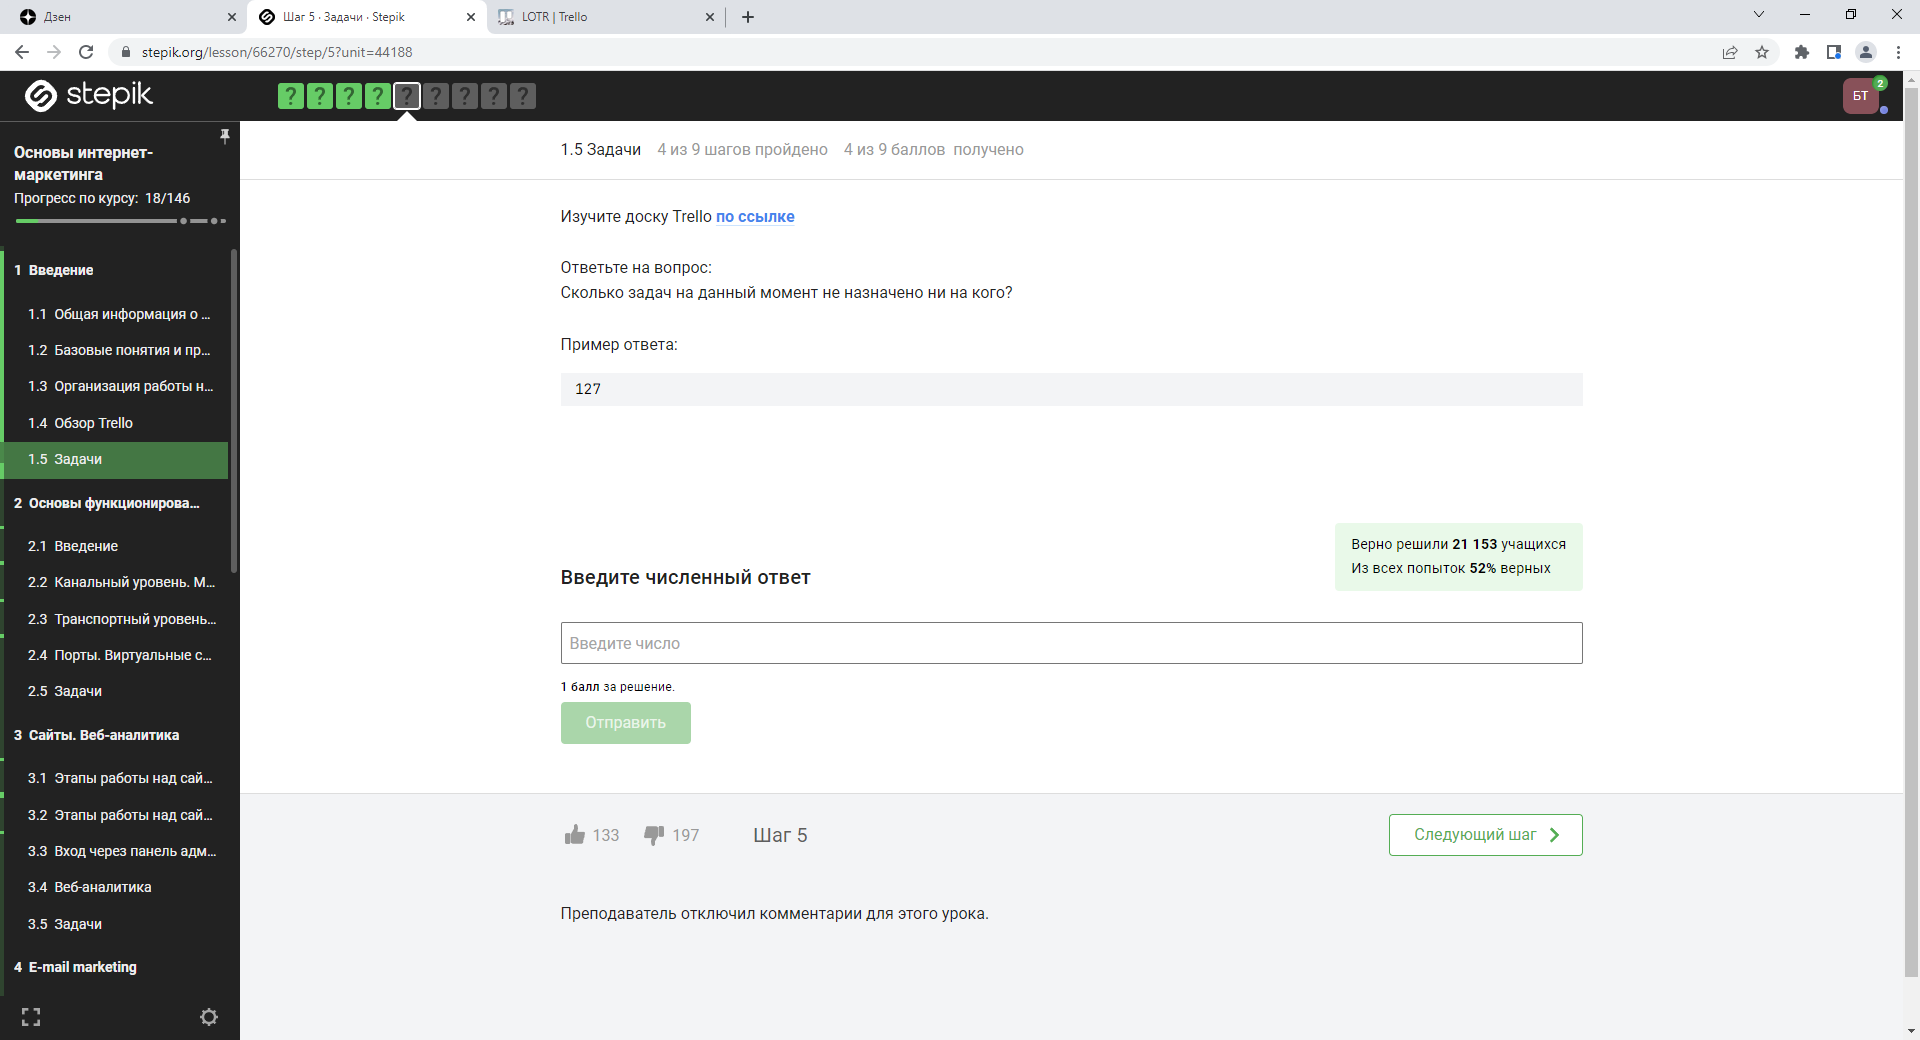 Дзен
Шаг 5 · Задачи · Stepik
LOTR | Trello
stepik.org/lesson/66270/step/5?unit=44188
stepik
? ? ? ? ? ? ? ? ?
БТ
2
Основы интернет-
маркетинга
Прогресс по курсу: 18/146
1 Введение
1.1 Общая информация о ...
1.2 Базовые понятия и пр...
1.3 Организация работы н...
1.4 Обзор Trello
1.5 Задачи
2 Основы функционирова...
2.1 Введение
2.2 Канальный уровень. М...
2.3 Транспортный уровень...
2.4 Порты. Виртуальные с...
2.5 Задачи
3 Сайты. Веб-аналитика
3.1 Этапы работы над сай...
3.2 Этапы работы над сай...
3.3 Вход через панель адм...
3.4 Веб-аналитика
3.5 Задачи
4 E-mail marketing
1.5 Задачи 4 из 9 шагов пройдено 4 из 9 баллов получено
Изучите доску Trello по ссылке
Ответьте на вопрос:
Сколько задач на данный момент не назначено ни на кого?
Пример ответа:
127
Верно решили 21 153 учащихся
Из всех попыток 52% верных
Введите численный ответ
Введите число
1 балл за решение.
Отправить
133
197
Шаг 5
Следующий шаг
Преподаватель отключил комментарии для этого урока.